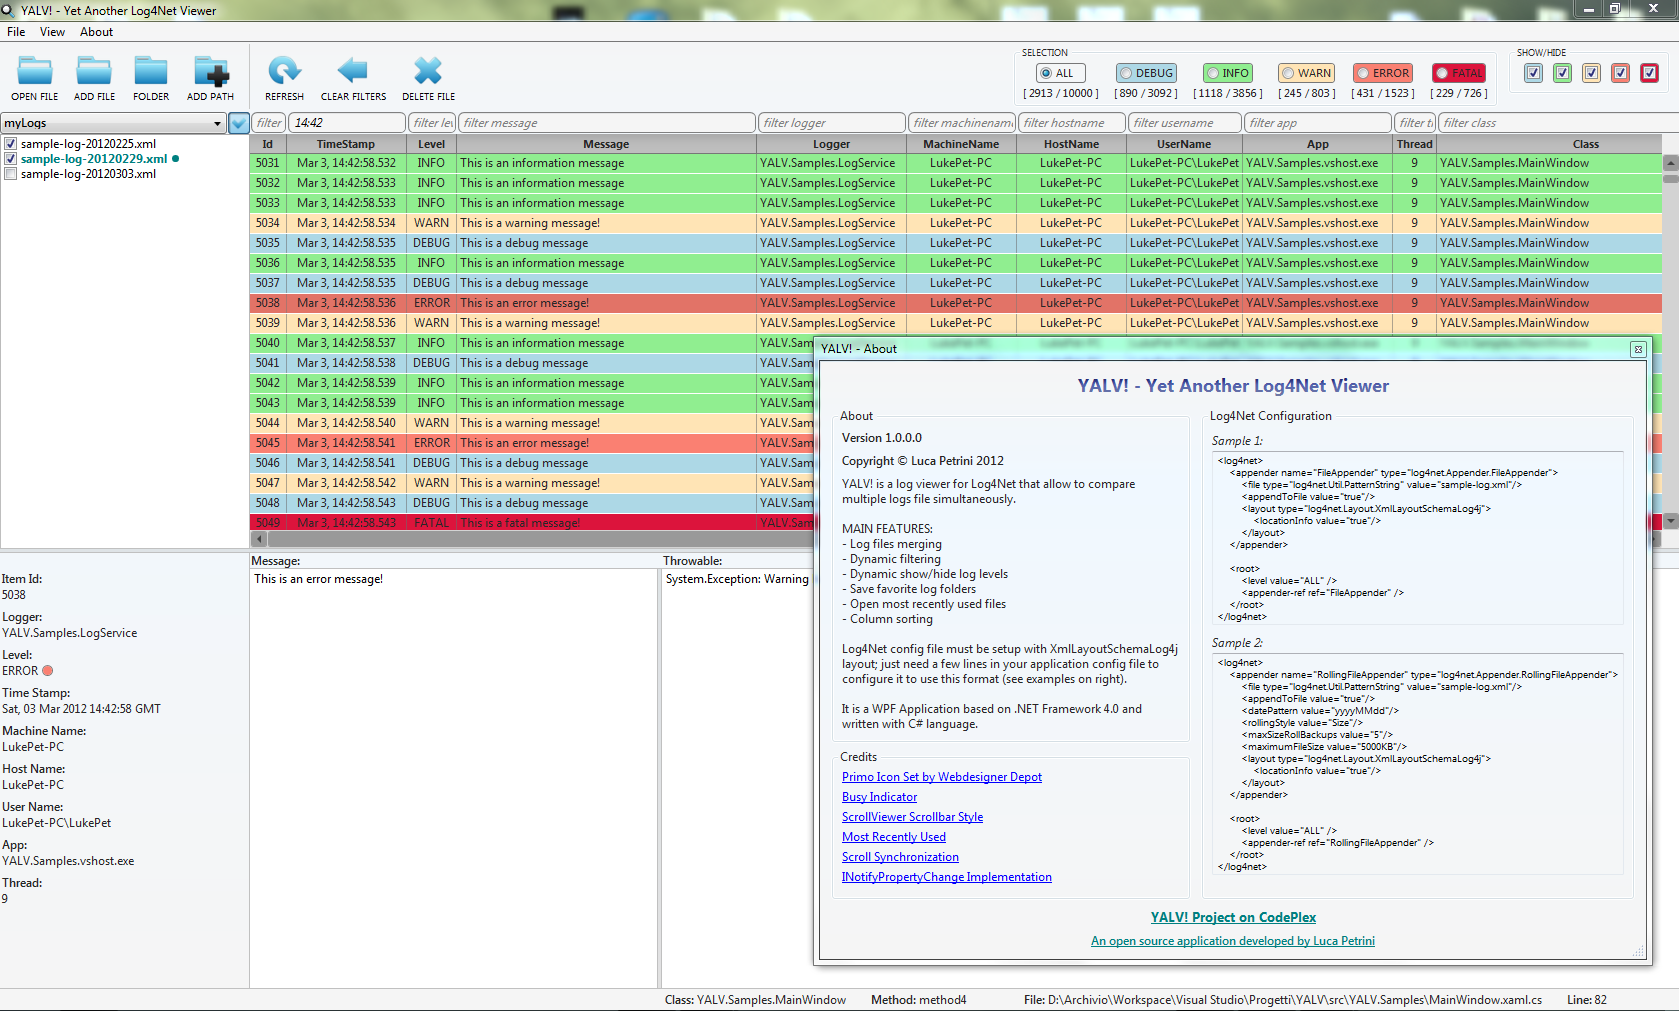 YALV! - Yet Another Log4Net Viewer
File View About
OPEN FILE ADD FILE FOLDER ADD PATH REFRESH CLEAR FILTERS DELETE FILE
SELECTION
ALL DEBUG INFO WARN ERROR FATAL
[ 2913 / 10000 ] [ 890 / 3092 ] [ 1118 / 3856 ] [ 245 / 803 ] [ 431 / 1523 ] [ 229 / 726 ]
SHOW/HIDE
myLogs
sample-log-20120225.xml
sample-log-20120229.xml
sample-log-20120303.xml
filter 14:42 filter lev filter message filter logger filter machinename filter hostname filter username filter app filter t filter class
Id TimeStamp Level Message Logger MachineName HostName UserName App Thread Class
5031 Mar 3, 14:42:58.532 INFO This is an information message YALV.Samples.LogService LukePet-PC LukePet-PC LukePet-PC\LukePet YALV.Samples.vshost.exe 9 YALV.Samples.MainWindow
5032 Mar 3, 14:42:58.533 INFO This is an information message YALV.Samples.LogService LukePet-PC LukePet-PC LukePet-PC\LukePet YALV.Samples.vshost.exe 9 YALV.Samples.MainWindow
5033 Mar 3, 14:42:58.533 INFO This is an information message YALV.Samples.LogService LukePet-PC LukePet-PC LukePet-PC\LukePet YALV.Samples.vshost.exe 9 YALV.Samples.MainWindow
5034 Mar 3, 14:42:58.534 WARN This is a warning message! YALV.Samples.LogService LukePet-PC LukePet-PC LukePet-PC\LukePet YALV.Samples.vshost.exe 9 YALV.Samples.MainWindow
5035 Mar 3, 14:42:58.535 DEBUG This is a debug message YALV.Samples.LogService LukePet-PC LukePet-PC LukePet-PC\LukePet YALV.Samples.vshost.exe 9 YALV.Samples.MainWindow
5036 Mar 3, 14:42:58.535 INFO This is an information message YALV.Samples.LogService LukePet-PC LukePet-PC LukePet-PC\LukePet YALV.Samples.vshost.exe 9 YALV.Samples.MainWindow
5037 Mar 3, 14:42:58.535 DEBUG This is a debug message YALV.Samples.LogService LukePet-PC LukePet-PC LukePet-PC\LukePet YALV.Samples.vshost.exe 9 YALV.Samples.MainWindow
5038 Mar 3, 14:42:58.536 ERROR This is an error message! YALV.Samples.LogService LukePet-PC LukePet-PC LukePet-PC\LukePet YALV.Samples.vshost.exe 9 YALV.Samples.MainWindow
5039 Mar 3, 14:42:58.536 WARN This is a warning message! YALV.Samples.LogService LukePet-PC LukePet-PC LukePet-PC\LukePet YALV.Samples.vshost.exe 9 YALV.Samples.MainWindow
5040 Mar 3, 14:42:58.537 INFO This is an information message YALV.Sam
5041 Mar 3, 14:42:58.538 DEBUG This is a debug message YALV.Sam
5042 Mar 3, 14:42:58.539 INFO This is an information message YALV.Sam
5043 Mar 3, 14:42:58.539 INFO This is an information message YALV.Sam
5044 Mar 3, 14:42:58.540 WARN This is a warning message! YALV.Sam
5045 Mar 3, 14:42:58.541 ERROR This is an error message! YALV.Sam
5046 Mar 3, 14:42:58.541 DEBUG This is a debug message YALV.Sam
5047 Mar 3, 14:42:58.542 WARN This is a warning message! YALV.Sam
5048 Mar 3, 14:42:58.543 DEBUG This is a debug message YALV.Sam
5049 Mar 3, 14:42:58.543 FATAL This is a fatal message! YALV.Sam
Item Id:
5038
Logger:
YALV.Samples.LogService
Level:
ERROR
Time Stamp:
Sat, 03 Mar 2012 14:42:58 GMT
Machine Name:
LukePet-PC
Host Name:
LukePet-PC
User Name:
LukePet-PC\LukePet
App:
YALV.Samples.vshost.exe
Thread:
9
Message:
This is an error message!
Throwable:
System.Exception: Warning
YALV! - About
YALV! - Yet Another Log4Net Viewer
About
Version 1.0.0.0
Copyright © Luca Petrini 2012
YALV! is a log viewer for Log4Net that allow to compare
multiple logs file simultaneously.
MAIN FEATURES:
- Log files merging
- Dynamic filtering
- Dynamic show/hide log levels
- Save favorite log folders
- Open most recently used files
- Column sorting
Log4Net config file must be setup with XmlLayoutSchemaLog4j
layout; just need a few lines in your application config file to
configure it to use this format (see examples on right).
It is a WPF Application based on .NET Framework 4.0 and
written with C# language.
Credits
Primo Icon Set by Webdesigner Depot
Busy Indicator
ScrollViewer Scrollbar Style
Most Recently Used
Scroll Synchronization
INotifyPropertyChange Implementation
Log4Net Configuration
Sample 1:
<log4net>
<appender name="FileAppender" type="log4net.Appender.FileAppender">
<file type="log4net.Util.PatternString" value="sample-log.xml"/>
<appendToFile value="true"/>
<layout type="log4net.Layout.XmlLayoutSchemaLog4j">
<locationInfo value="true"/>
</layout>
</appender>
<root>
<level value="ALL" />
<appender-ref ref="FileAppender" />
</root>
</log4net>
Sample 2:
<log4net>
<appender name="RollingFileAppender" type="log4net.Appender.RollingFileAppender">
<file type="log4net.Util.PatternString" value="sample-log.xml"/>
<appendToFile value="true"/>
<datePattern value="yyyyMMdd"/>
<rollingStyle value="Size"/>
<maxSizeRollBackups value="5"/>
<maximumFileSize value="5000KB"/>
<layout type="log4net.Layout.XmlLayoutSchemaLog4j">
<locationInfo value="true"/>
</layout>
</appender>
<root>
<level value="ALL" />
<appender-ref ref="RollingFileAppender" />
</root>
</log4net>
YALV! Project on CodePlex
An open source application developed by Luca Petrini
Class: YALV.Samples.MainWindow Method: method4 File: D:\Archivio\Workspace\Visual Studio\Progetti\YALV\src\YALV.Samples\MainWindow.xaml.cs Line: 82